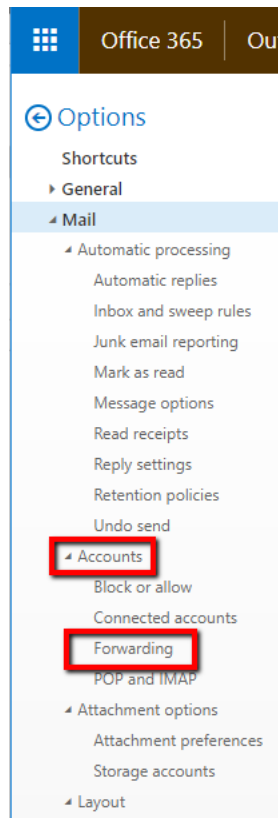 Office 365 Ou
Options
Shortcuts
General
Mail
Automatic processing
Automatic replies
Inbox and sweep rules
Junk email reporting
Mark as read
Message options
Read receipts
Reply settings
Retention policies
Undo send
Accounts
Block or allow
Connected accounts
Forwarding
POP and IMAP
Attachment options
Attachment preferences
Storage accounts
Layout